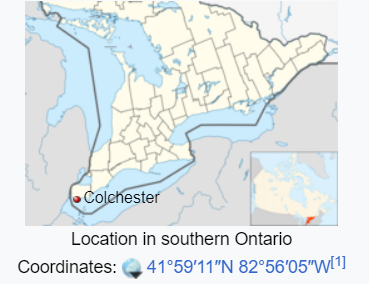 Colchester
Location in southern Ontario
Coordinates: 41°59′11″N 82°56′05″W[1]